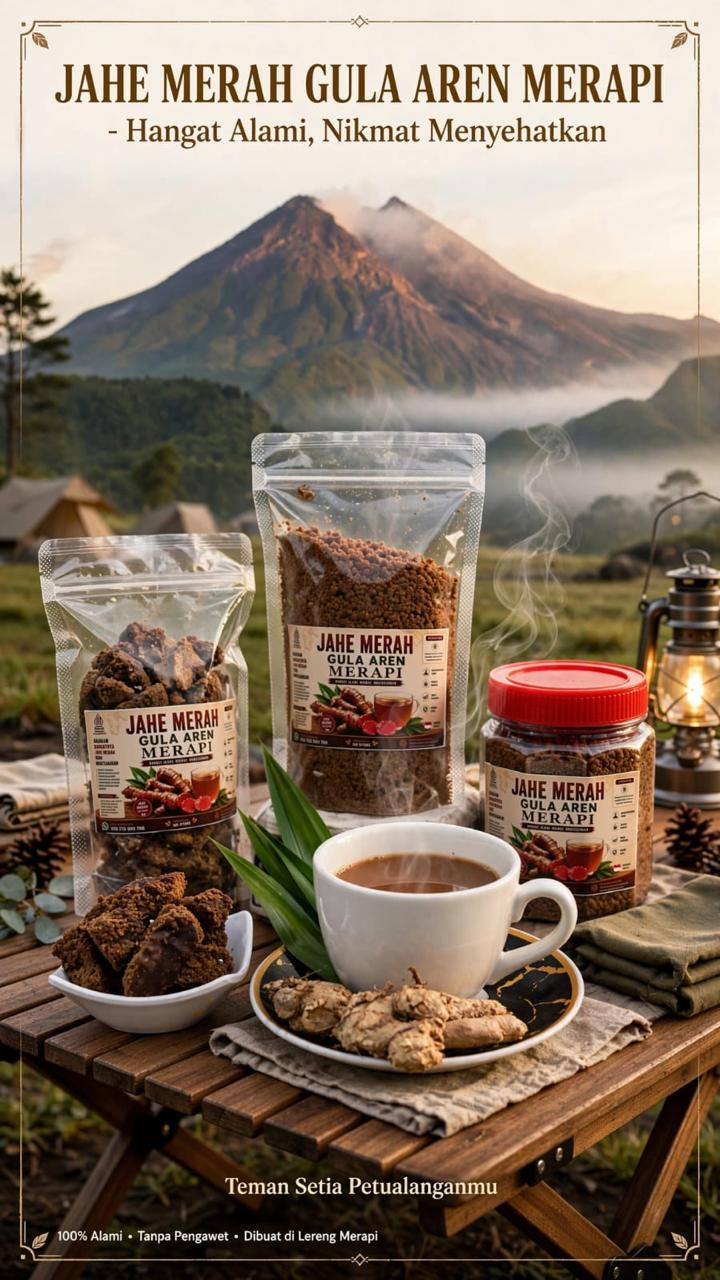 JAHE MERAH GULA AREN MERAPI
- Hangat Alami, Nikmat Menyehatkan
JAHE MERAH
GULA AREN
MERAPI
JAHE MERAH
GULA AREN
MERAPI
JAHE MERAH
GULA AREN
MERAPI
Teman Setia Petualanganmu
100% Alami • Tanpa Pengawet • Dibuat di Lereng Merapi